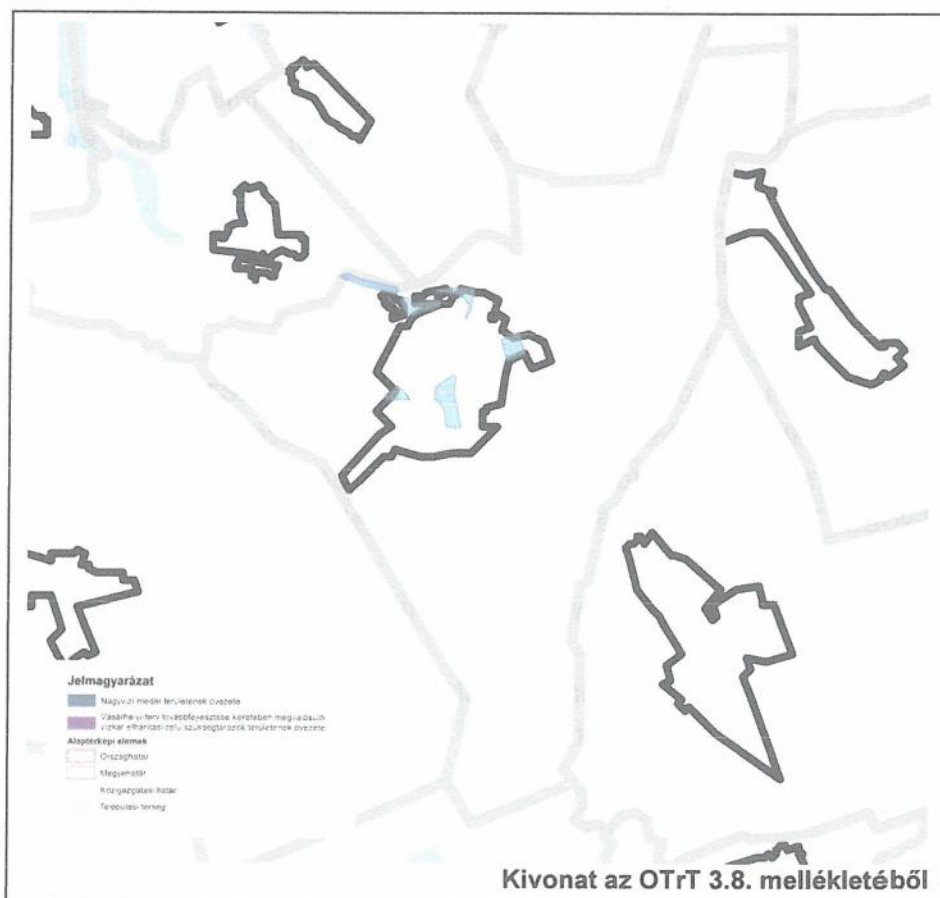 Jelmagyarázat
Nagyvízi meder területének övezete
Vásárhelyi-terv továbbfejlesztése keretében megvalósuló
vízkár-elhárítási célú szükségtározók területének övezete
Alaptérképi elemek
Országhatár
Megyehatár
Közigazgatási határ
Települési térség
Kivonat az OTrT 3.8. mellékletéből